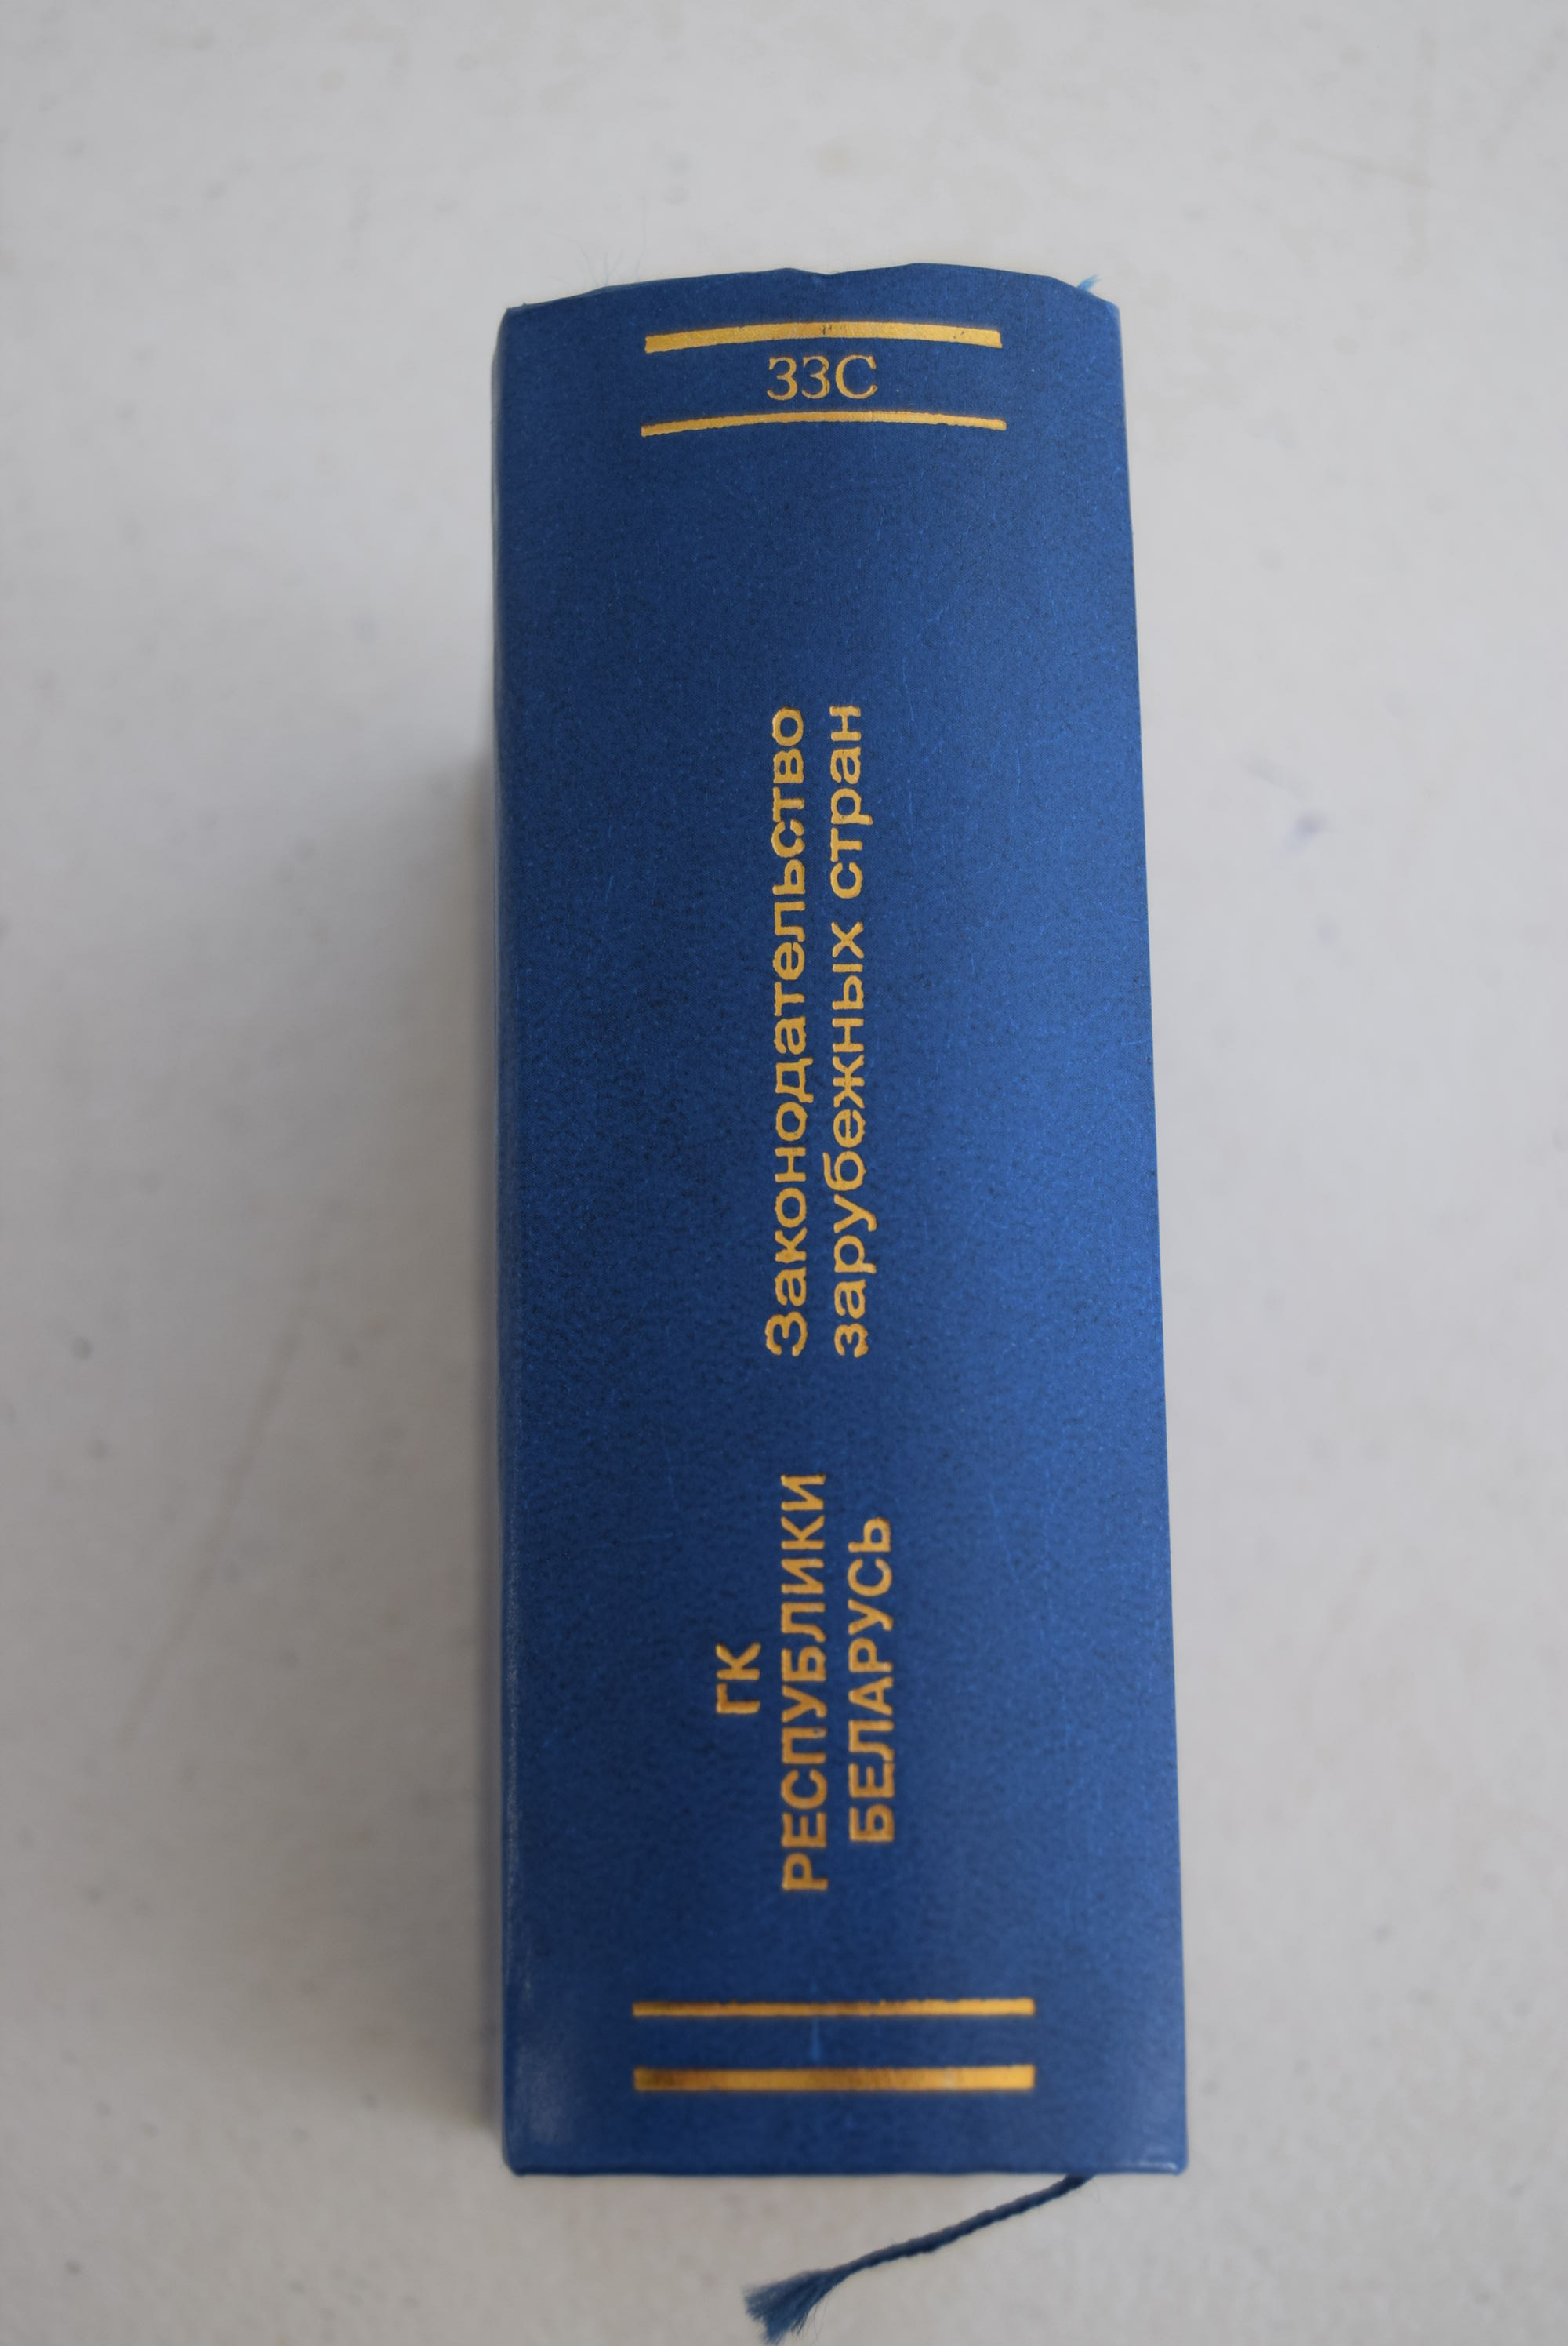 ЗЗС
ГК
РЕСПУБЛИКИ
БЕЛАРУСЬ
Законодательство
зарубежных стран